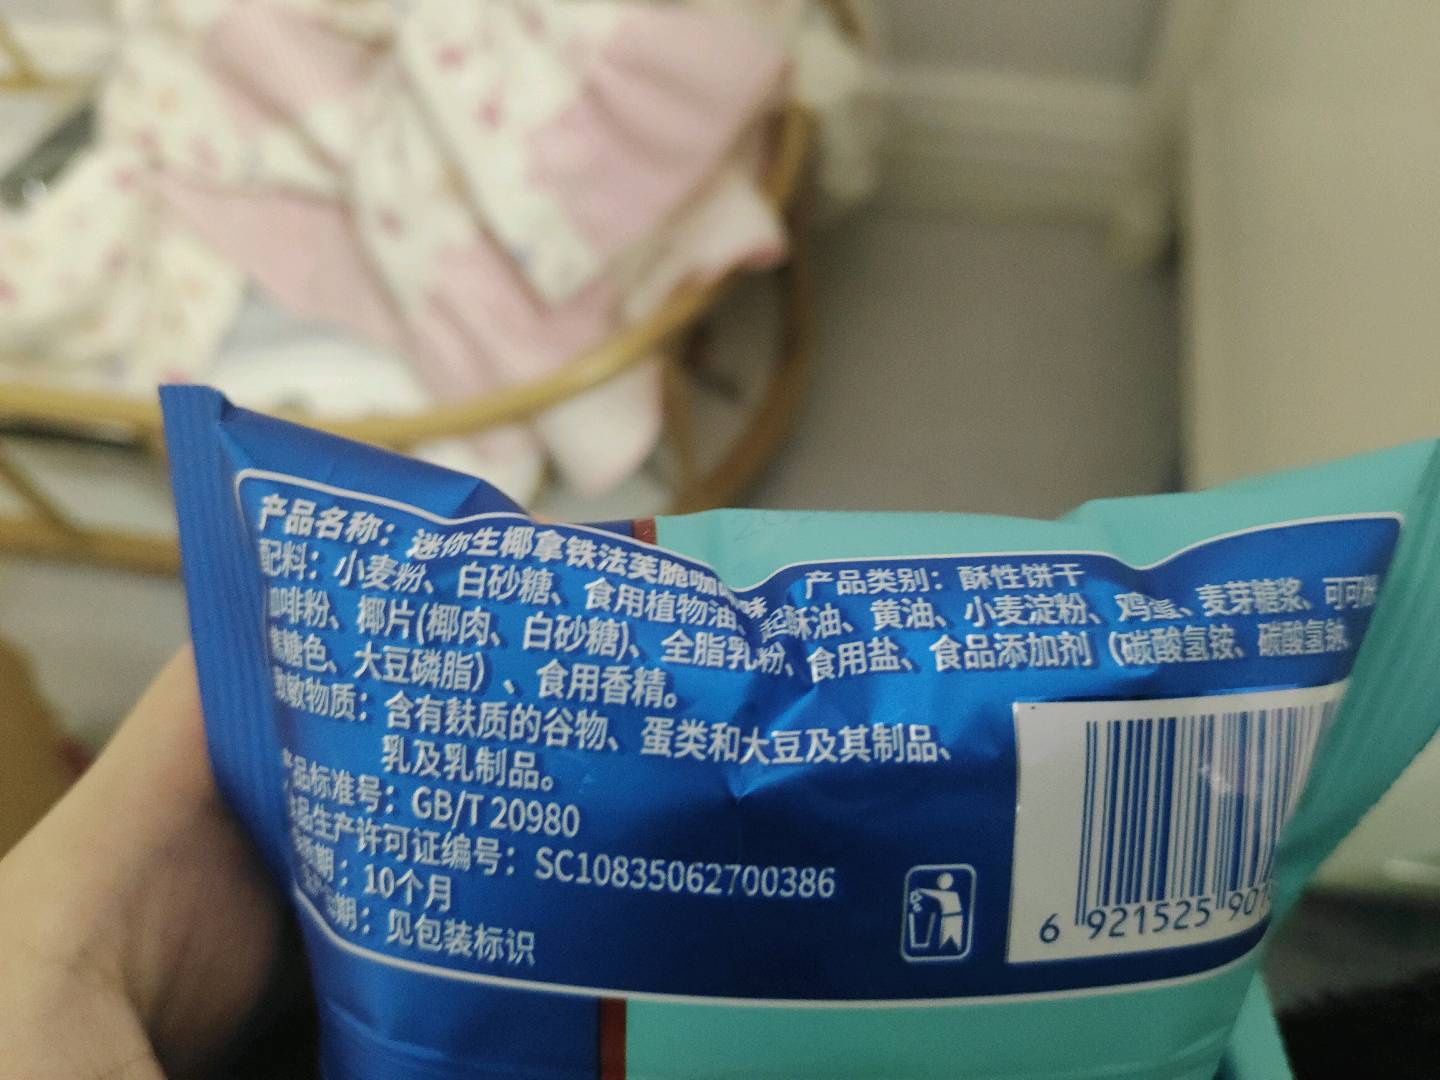 产品名称：迷你生椰拿铁法芙脆咖 味 产品类别：酥性饼干
配料：小麦粉、白砂糖、食用植物油、起酥油、黄油、小麦淀粉、鸡蛋、麦芽糖浆、可可
咖啡粉、椰片(椰肉、白砂糖)、全脂乳粉、食用盐、食品添加剂（碳酸氢铵、碳酸氢钠、
焦糖色、大豆磷脂）、食用香精。
致敏物质：含有麸质的谷物、蛋类和大豆及其制品、
乳及乳制品。
产品标准号：GB/T 20980
食品生产许可证编号：SC10835062700386
保质期：10个月
期：见包装标识
6 921525 901